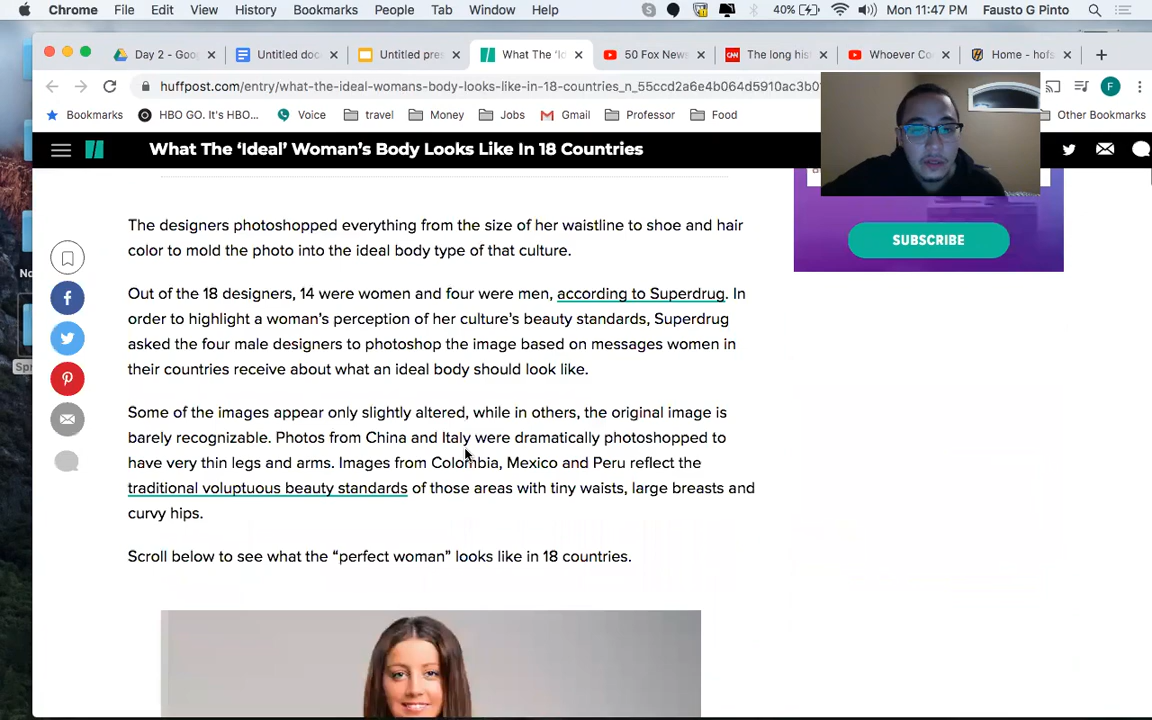 Chrome File Edit View History Bookmarks People Tab Window Help 40% Mon 11:47 PM Fausto G Pinto
Day 2 - Goo Untitled doc Untitled pre What The 'Id 50 Fox New The long his Whoever Co Home - hofs
huffpost.com/entry/what-the-ideal-womans-body-looks-like-in-18-countries_n_55ccd2a6e4b064d5910ac3b0 F
Bookmarks HBO GO. It's HBO... Voice travel Money Jobs Gmail Professor Food Other Bookmarks
What The ‘Ideal’ Woman’s Body Looks Like In 18 Countries
SUBSCRIBE
The designers photoshopped everything from the size of her waistline to shoe and hair
color to mold the photo into the ideal body type of that culture.
Out of the 18 designers, 14 were women and four were men, according to Superdrug. In
order to highlight a woman’s perception of her culture’s beauty standards, Superdrug
asked the four male designers to photoshop the image based on messages women in
their countries receive about what an ideal body should look like.
Some of the images appear only slightly altered, while in others, the original image is
barely recognizable. Photos from China and Italy were dramatically photoshopped to
have very thin legs and arms. Images from Colombia, Mexico and Peru reflect the
traditional voluptuous beauty standards of those areas with tiny waists, large breasts and
curvy hips.
Scroll below to see what the “perfect woman” looks like in 18 countries.